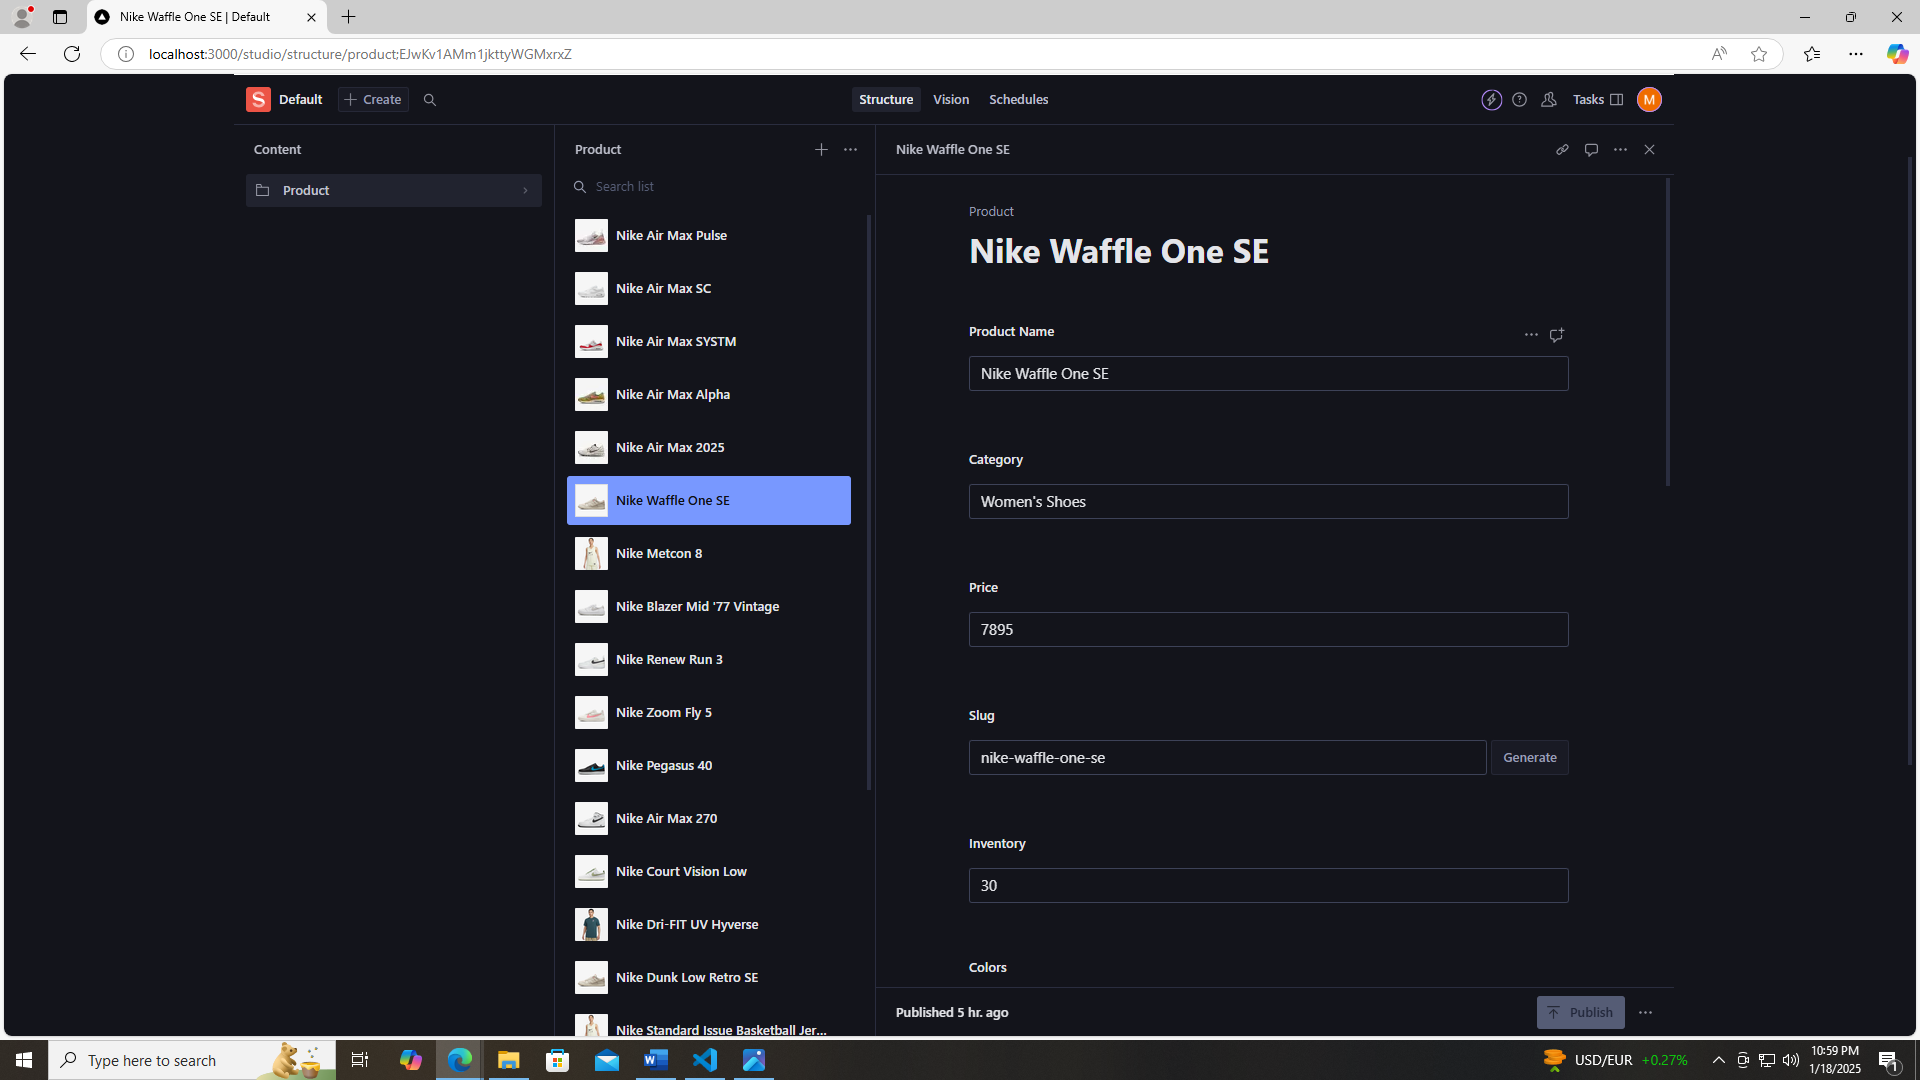 Nike Waffle One SE | Default
localhost:3000/studio/structure/product;EJwKv1AMm1jkttyWGMxrxZ
S Default
Create
Structure
Vision
Schedules
Tasks
M
Content
Product
Product
Search list
Nike Air Max Pulse
Nike Air Max SC
Nike Air Max SYSTM
Nike Air Max Alpha
Nike Air Max 2025
Nike Waffle One SE
Nike Metcon 8
Nike Blazer Mid '77 Vintage
Nike Renew Run 3
Nike Zoom Fly 5
Nike Pegasus 40
Nike Air Max 270
Nike Court Vision Low
Nike Dri-FIT UV Hyverse
Nike Dunk Low Retro SE
Nike Standard Issue Basketball Jer...
Nike Waffle One SE
Product
Nike Waffle One SE
Product Name
Nike Waffle One SE
Category
Women's Shoes
Price
7895
Slug
nike-waffle-one-se
Generate
Inventory
30
Colors
Published 5 hr. ago
Publish
Type here to search
USD/EUR +0.27%
10:59 PM
1/18/2025
1